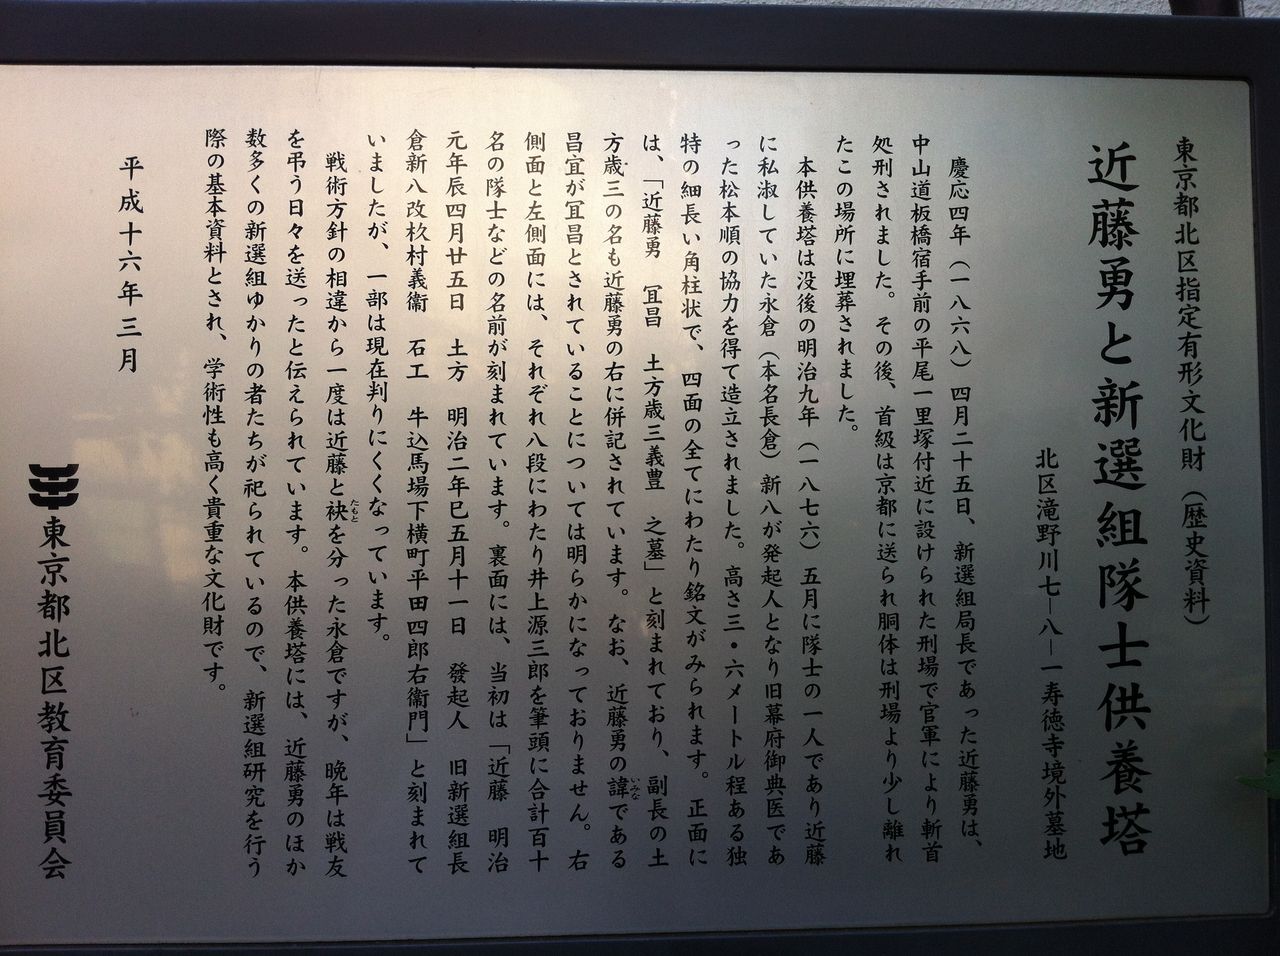 東京都北区指定有形文化財（歴史資料）
近藤勇と新選組隊士供養塔
北区滝野川七―八―一　寿徳寺境外墓地
慶応四年（一八六八）四月二十五日、新選組局長であった近藤勇は、
中山道板橋宿手前の平尾一里塚付近に設けられた刑場で官軍により斬首
処刑されました。その後、首級は京都に送られ胴体は刑場より少し離れ
たこの場所に埋葬されました。
本供養塔は没後の明治九年（一八七六）五月に隊士の一人であり近藤
に私淑していた永倉（本名長倉）新八が発起人となり旧幕府御典医であ
った松本順の協力を得て造立されました。高さ三・六メートル程ある独
特の細長い角柱状で、四面の全てにわたり銘文がみられます。正面に
は、「近藤勇　冝昌　土方歳三義豊　之墓」と刻まれており、副長の土
方歳三の名も近藤勇の右に併記されています。なお、近藤勇の諱いみなである
昌宜が冝昌とされていることについては明らかになっておりません。右
側面と左側面には、それぞれ八段にわたり井上源三郎を筆頭に合計百十
名の隊士などの名前が刻まれています。裏面には、当初は「近藤　明治
元年辰四月廿五日　土方　明治二年巳五月十一日　發起人　旧新選組長
倉新八改杦村義衞　石工　牛込馬場下横町平田四郎右衞門」と刻まれて
いましたが、一部は現在判りにくくなっています。
戦術方針の相違から一度は近藤と袂たもとを分った永倉ですが、晩年は戦友
を弔う日々を送ったと伝えられています。本供養塔には、近藤勇のほか
数多くの新選組ゆかりの者たちが祀られているので、新選組研究を行う
際の基本資料とされ、学術性も高く貴重な文化財です。
平成十六年三月
東京都北区教育委員会